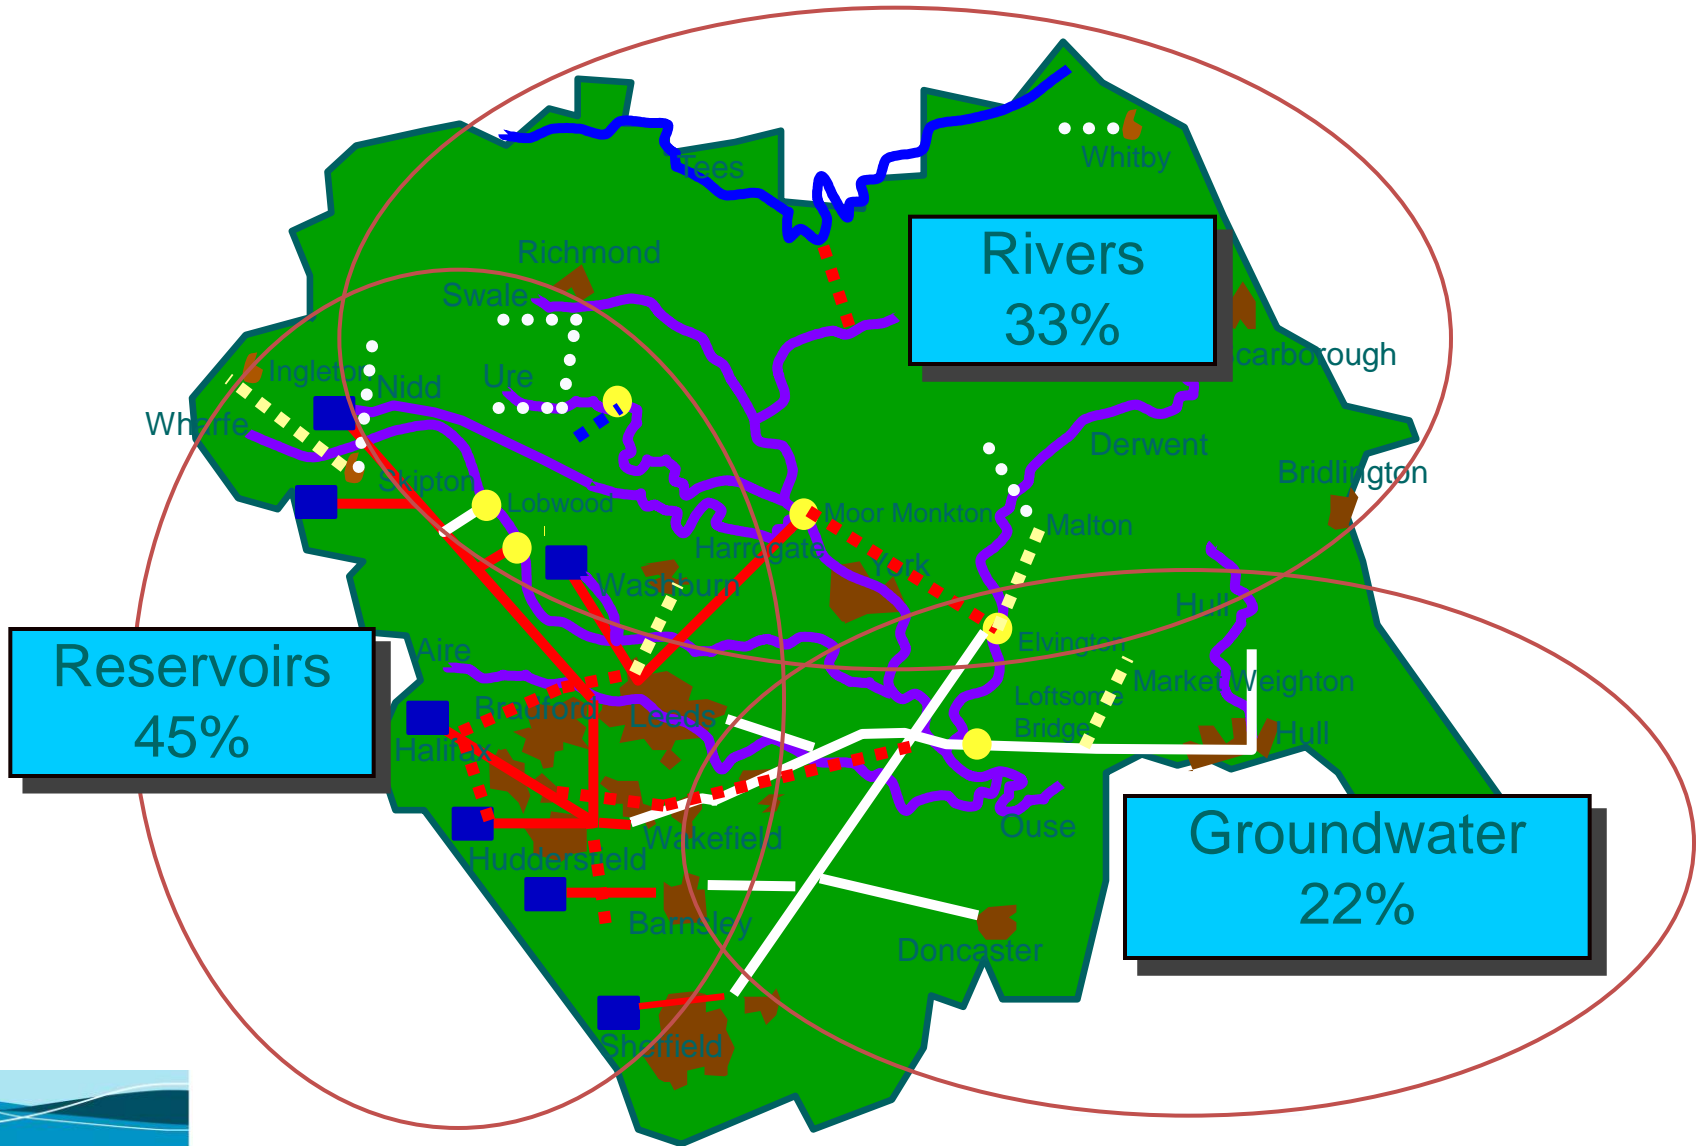 Tees
Whitby
Rivers
33%
Richmond
Swale
carborough
Ingleton
Nidd
Ure
Wharfe
Derwent
Bridlington
Skipton
Lobwood
Moor Monkton
Malton
Harrogate
York
Washburn
Hull
Elvington
Aire
Reservoirs
45%
Market Weighton
Loftsome
Bridge
Bradford
Leeds
Hull
Halifax
Ouse
Wakefield
Huddersfield
Groundwater
22%
Barnsley
Doncaster
Sheffield